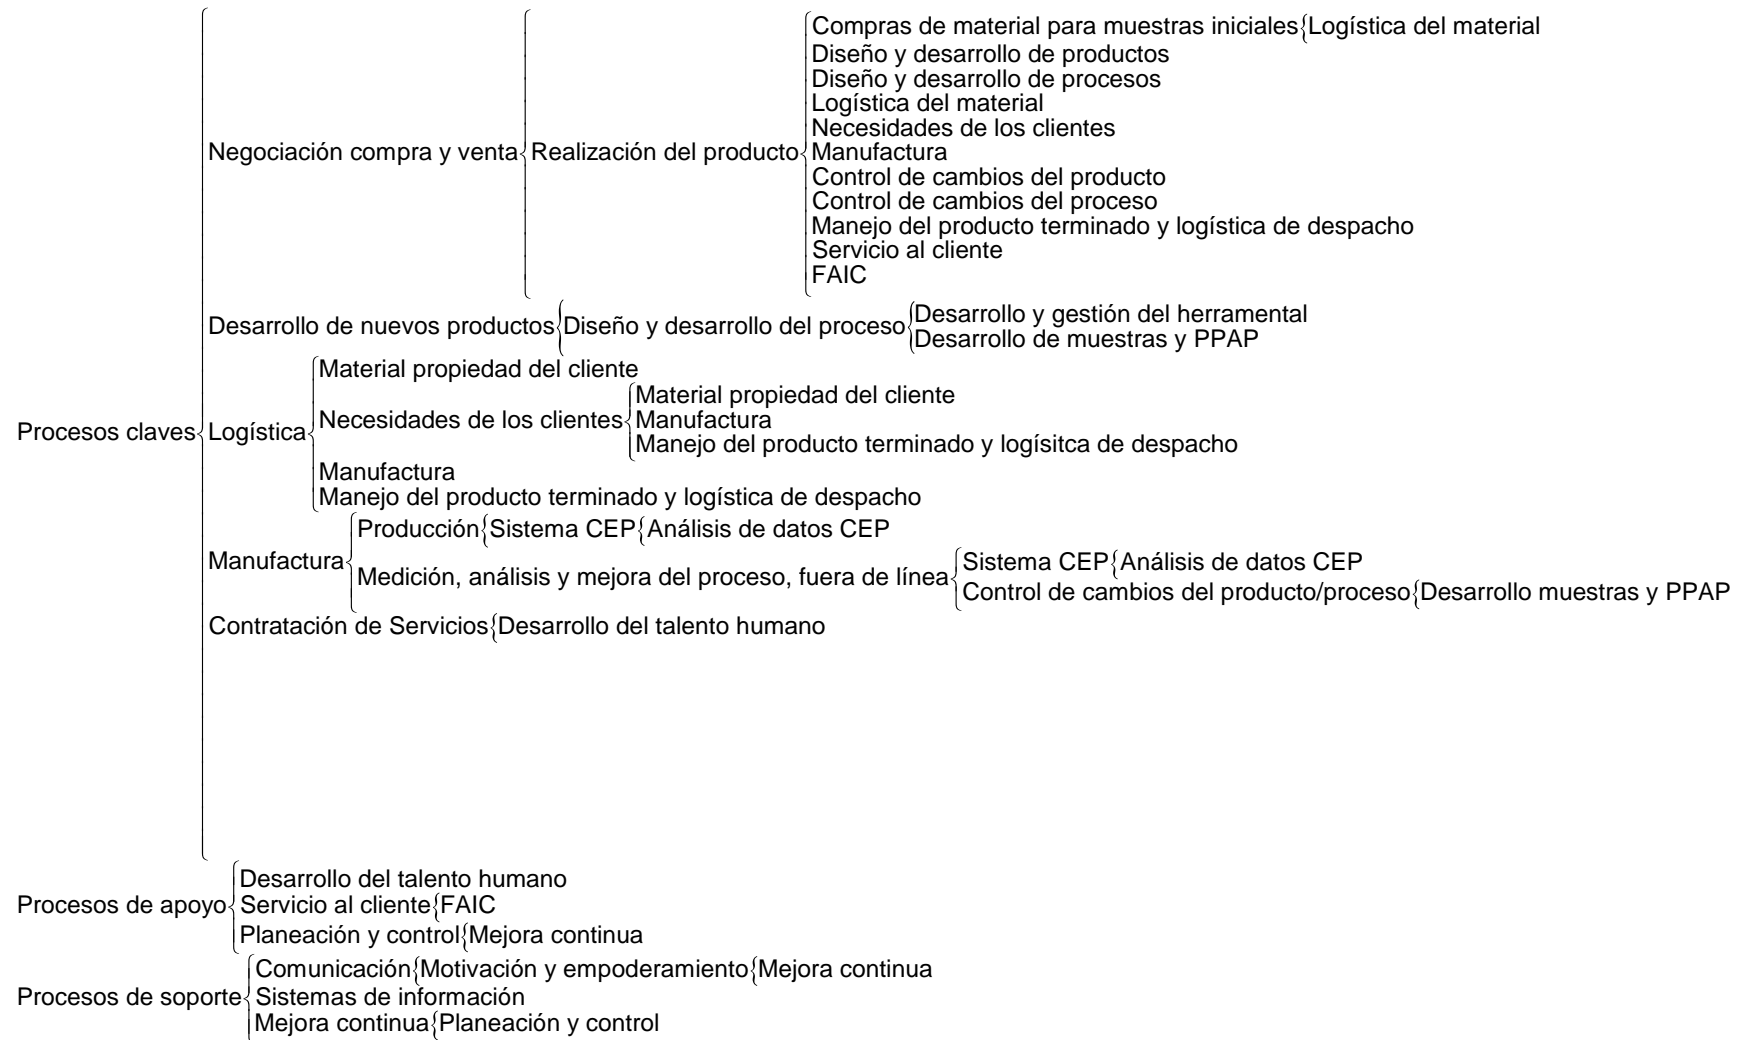 Compras de material para muestras iniciales{Logística del material
Diseño y desarrollo de productos
Diseño y desarrollo de procesos
Logística del material
Necesidades de los clientes
Negociación compra y venta{Realización del producto{Manufactura
Control de cambios del producto
Control de cambios del proceso
Manejo del producto terminado y logística de despacho
Servicio al cliente
FAIC
Desarrollo de nuevos productos{Diseño y desarrollo del proceso{Desarrollo y gestión del herramental
Desarrollo de muestras y PPAP
Material propiedad del cliente
Material propiedad del cliente
Necesidades de los clientes{Manufactura
Procesos claves{Logística{
Manejo del producto terminado y logísitca de despacho
Manufactura
Manejo del producto terminado y logística de despacho
Producción{Sistema CEP{Análisis de datos CEP
Manufactura{
Medición, análisis y mejora del proceso, fuera de línea{Sistema CEP{Análisis de datos CEP
Control de cambios del producto/proceso{Desarrollo muestras y PPAP
Contratación de Servicios{Desarrollo del talento humano
Desarrollo del talento humano
Procesos de apoyo{Servicio al cliente{FAIC
Planeación y control{Mejora continua
Comunicación{Motivación y empoderamiento{Mejora continua
Procesos de soporte{Sistemas de información
Mejora continua{Planeación y control